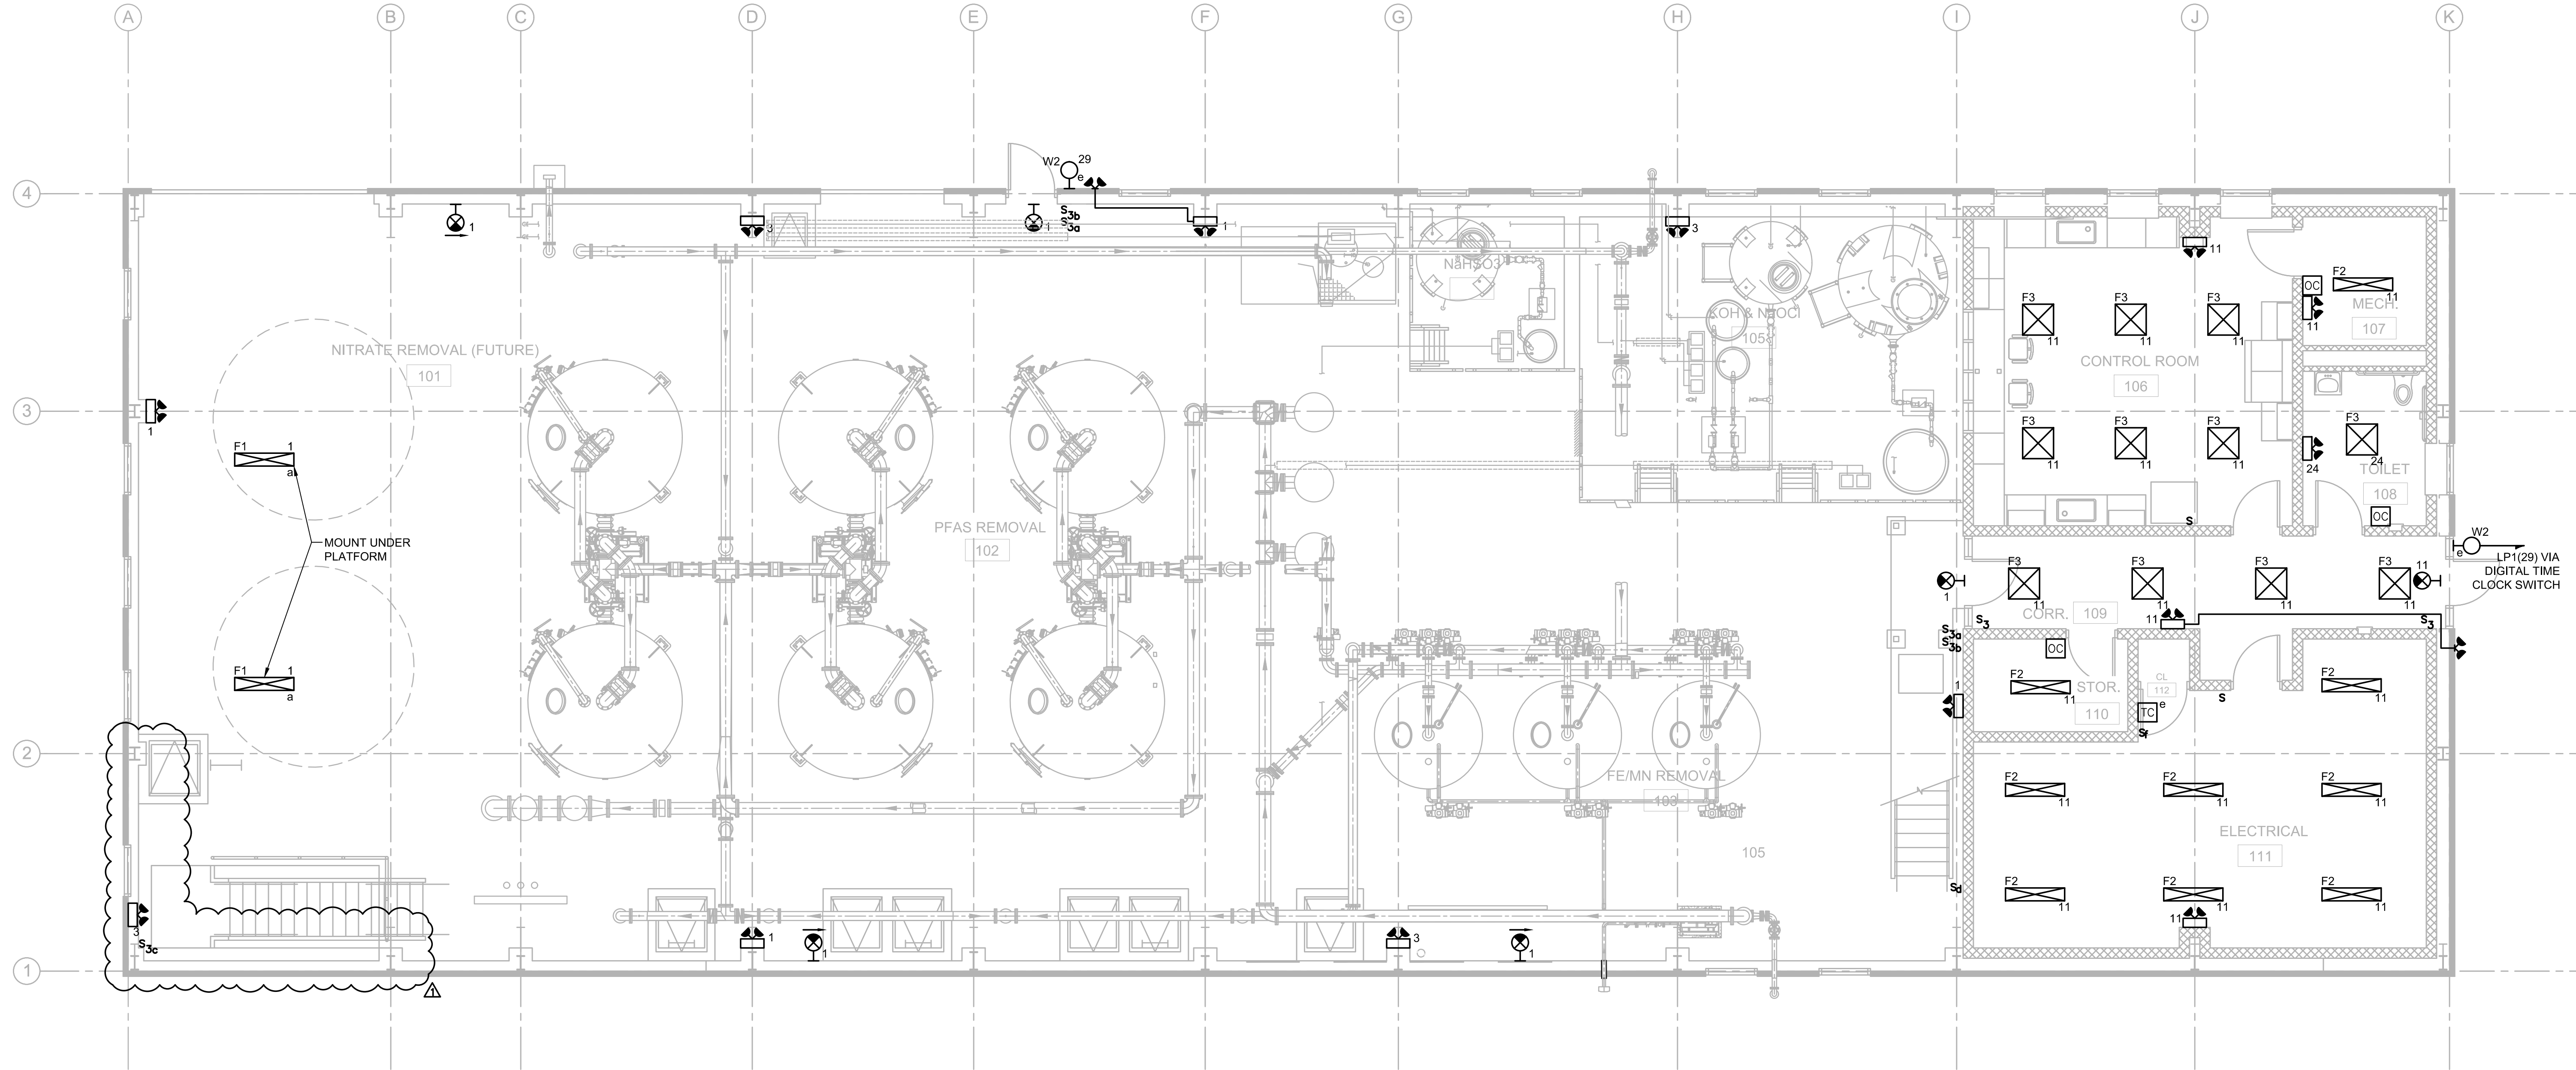 A B C D E F G H I J K
4
W2 29
e
S3b
S3a
1
3
1
1
3
NaHSO3
11
OC
F2
11
MECH.
107
11
F3 F3 F3
11 11 11
KOH & N
OCl
105
NITRATE REMOVAL (FUTURE)
101
CONTROL ROOM
106
3
1
F1 1
a
F3 F3 F3
11 11 11
F3
24
24
TOILET
108
OC
S
PFAS REMOVAL
102
MOUNT UNDER
PLATFORM
W2
e
LP1(29) VIA
DIGITAL TIME
CLOCK SWITCH
1
F3 F3 F3 F3 11
11 11 11 11
CORR. 109
11
S3
S3
S3a
S3b
OC
F1 1
a
1
F2
11
STOR.
110
CL
112
TC e
Sf
S
F2
11
2
FE/MN REMOVAL
103
F2 F2 F2
11 11 11
ELECTRICAL
111
105
Sd
F2 F2 F2
11 11 11
11
3
S3c
1
1
3
1
1
1